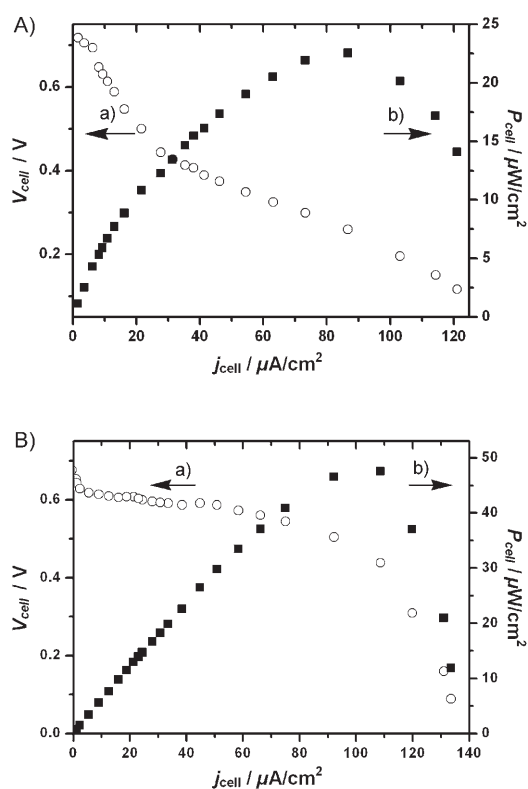 A)
V_cell / V
0.6
0.4
0.2
a)
b)
25
20
15
10
5
0
P_cell / μW/cm²
0 20 40 60 80 100 120
j_cell / μA/cm²
B)
V_cell / V
0.6
0.4
0.2
0.0
a)
b)
50
40
30
20
10
0
P_cell / μW/cm²
0 20 40 60 80 100 120 140
j_cell / μA/cm²